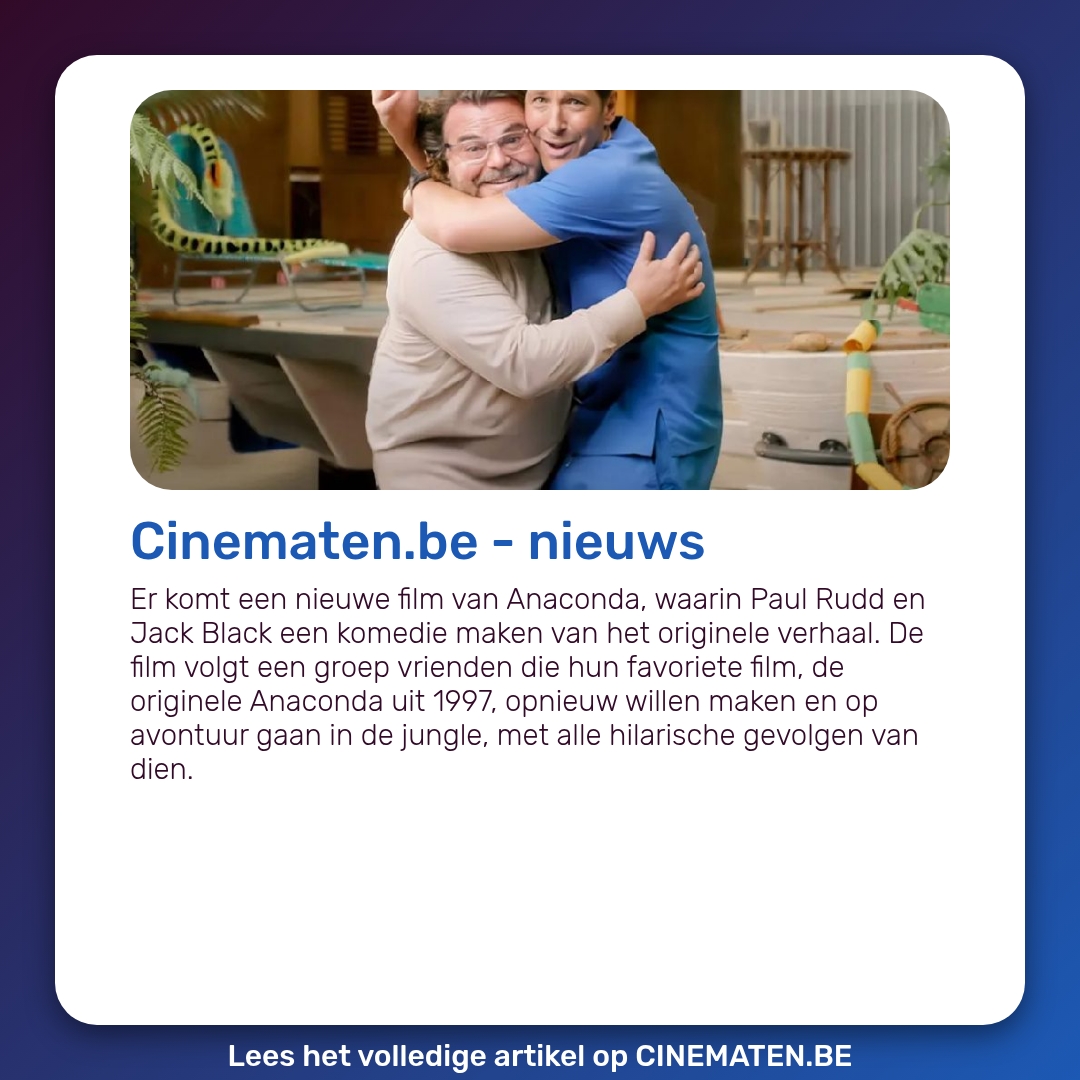 Cinematen.be - nieuws
Er komt een nieuwe film van Anaconda, waarin Paul Rudd en
Jack Black een komedie maken van het originele verhaal. De
film volgt een groep vrienden die hun favoriete film, de
originele Anaconda uit 1997, opnieuw willen maken en op
avontuur gaan in de jungle, met alle hilarische gevolgen van
dien.
Lees het volledige artikel op CINEMATEN.BE